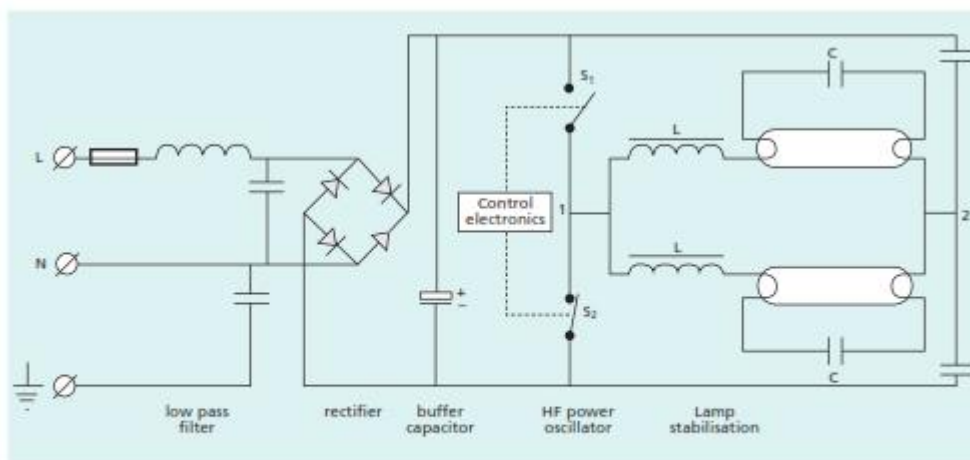 C
S₁
L
L
Control
electronics
1
2
N
L
+
−
S₂
C
low pass
filter
rectifier
buffer
capacitor
HF power
oscillator
Lamp
stabilisation